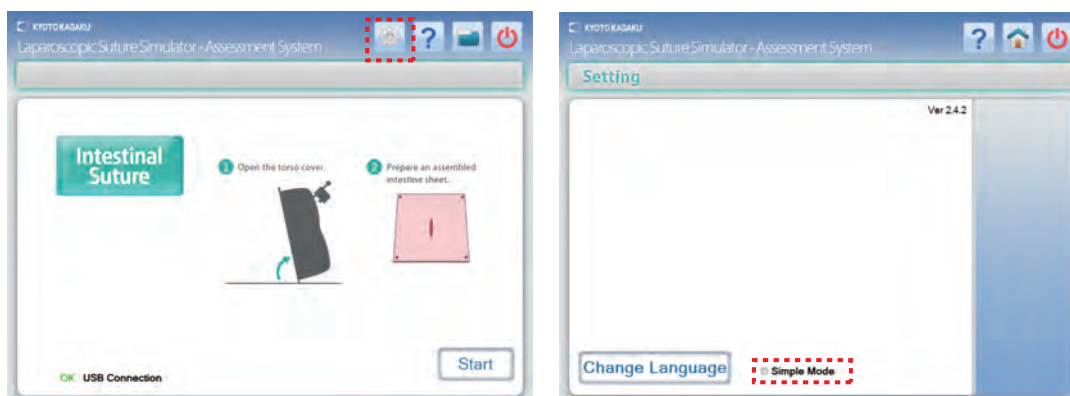 KYOTO KAGAKU
Laparoscopic Suture Simulator - Assessment System
?
Intestinal
Suture
1 Open the torso cover.
2 Prepare an assembled
intestine sheet.
OK USB Connection
Start
KYOTO KAGAKU
Laparoscopic Suture Simulator - Assessment System
?
Setting
Ver 2.4.2
Change Language
Simple Mode